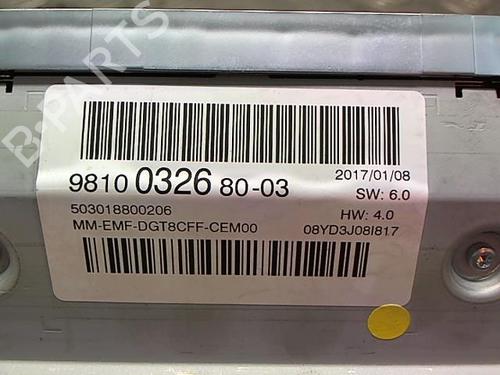 B-PARTS
9810 0326 80-03
2017/01/08
SW: 6.0
503018800206
HW: 4.0
MM-EMF-DGT8CFF-CEM00
08YD3J08I817